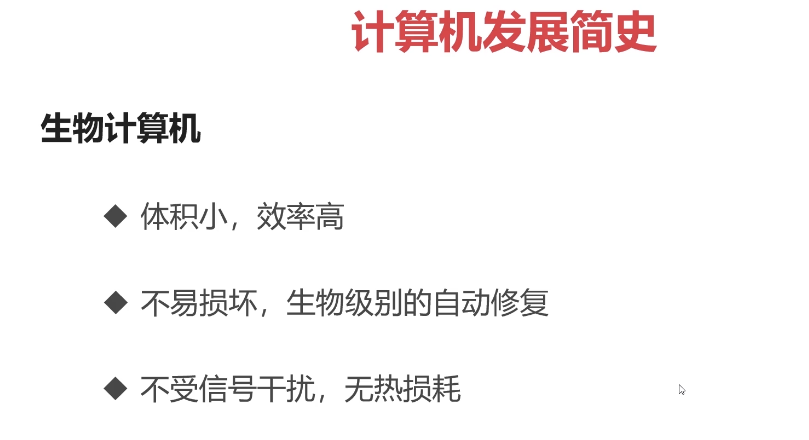 计算机发展简史
生物计算机
◆ 体积小，效率高
◆ 不易损坏，生物级别的自动修复
◆ 不受信号干扰，无热损耗